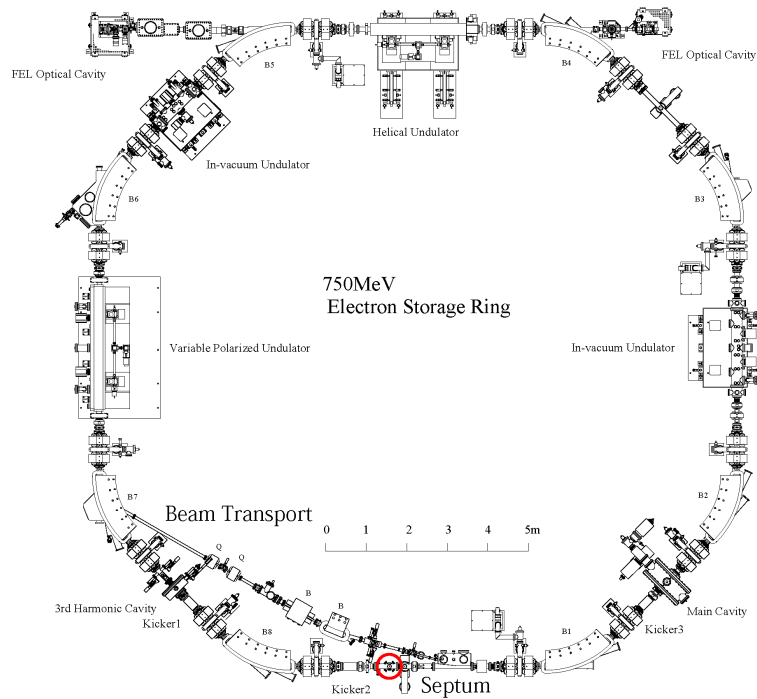 FEL Optical Cavity
B5
Helical Undulator
B4
FEL Optical Cavity
In-vacuum Undulator
B6
B3
750MeV
Electron Storage Ring
Variable Polarized Undulator
In-vacuum Undulator
B7
B2
Beam Transport
0 1 2 3 4 5m
Q
Q
B
B
3rd Harmonic Cavity
Kicker1
Main Cavity
Kicker3
B8
B1
Kicker2
Septum